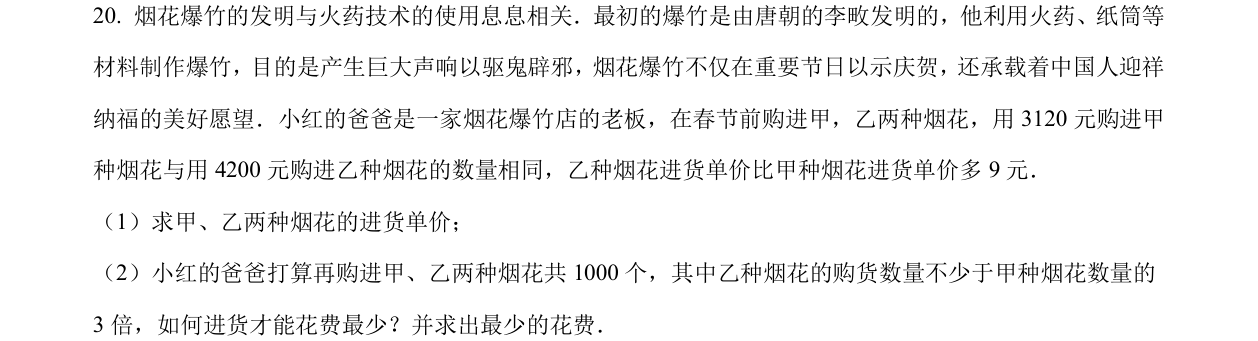 20. 烟花爆竹的发明与火药技术的使用息息相关．最初的爆竹是由唐朝的李畋发明的，他利用火药、纸筒等
材料制作爆竹，目的是产生巨大声响以驱鬼辟邪，烟花爆竹不仅在重要节日以示庆贺，还承载着中国人迎祥
纳福的美好愿望．小红的爸爸是一家烟花爆竹店的老板，在春节前购进甲，乙两种烟花，用 3120 元购进甲
种烟花与用 4200 元购进乙种烟花的数量相同，乙种烟花进货单价比甲种烟花进货单价多 9 元．
（1）求甲、乙两种烟花的进货单价；
（2）小红的爸爸打算再购进甲、乙两种烟花共 1000 个，其中乙种烟花的购货数量不少于甲种烟花数量的
3 倍，如何进货才能花费最少？并求出最少的花费．